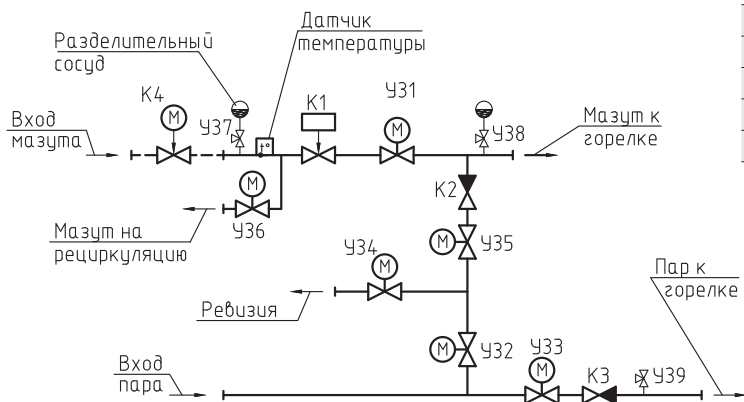 Датчик
температуры
Разделительный
сосуд
К4
М
У37
К1
У31
М
У38
Вход
мазута
t°
Мазут к
горелке
М
У36
К2
Мазут на
рециркуляцию
У34
М
М
У35
Ревизия
Пар к
горелке
М
У32
У33
М
К3
У39
Вход
пара